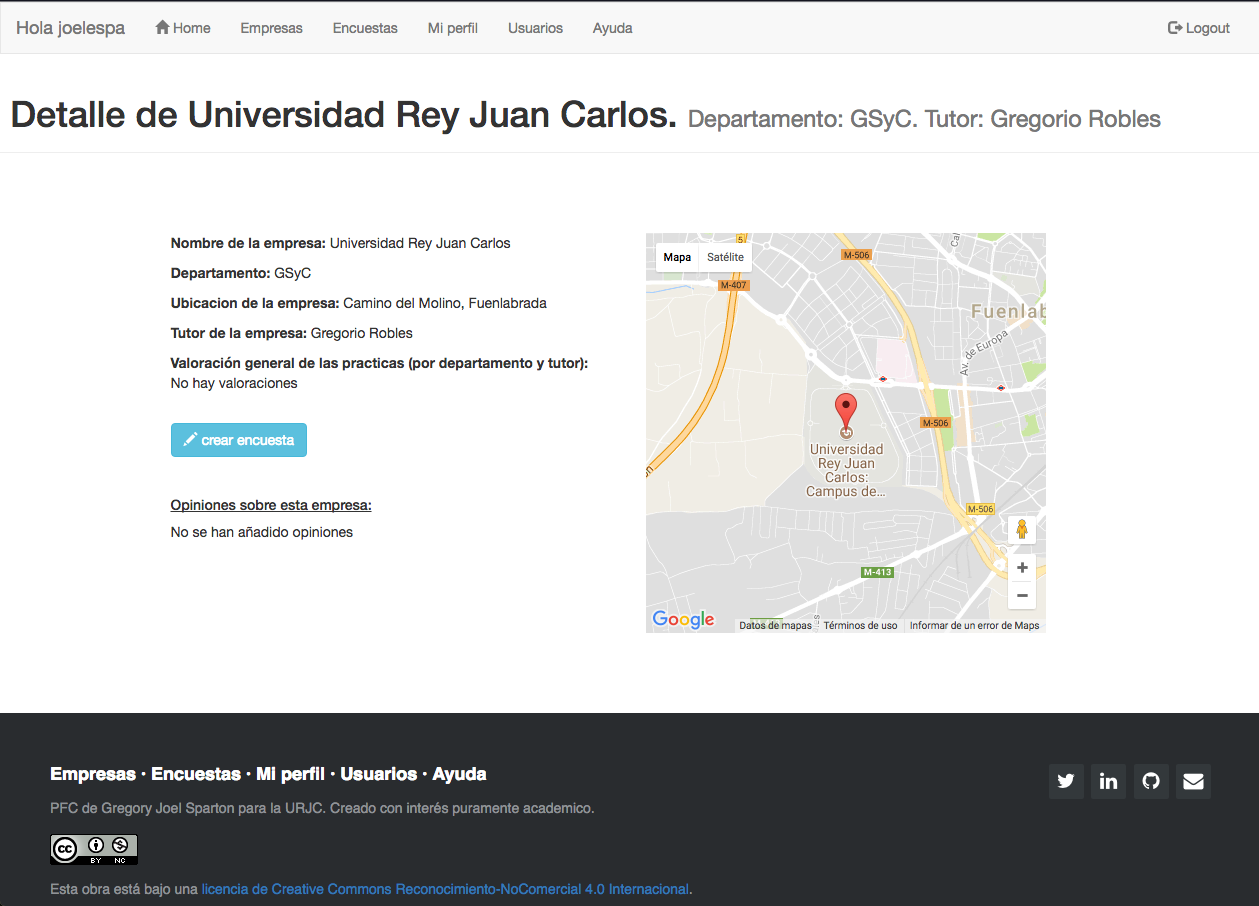 Hola joelespa Home Empresas Encuestas Mi perfil Usuarios Ayuda Logout
Detalle de Universidad Rey Juan Carlos. Departamento: GSyC. Tutor: Gregorio Robles
Nombre de la empresa: Universidad Rey Juan Carlos
Departamento: GSyC
Ubicacion de la empresa: Camino del Molino, Fuenlabrada
Tutor de la empresa: Gregorio Robles
Valoración general de las practicas (por departamento y tutor):
No hay valoraciones
crear encuesta
Opiniones sobre esta empresa:
No se han añadido opiniones
5
Cal
Mapa Satélite
M-506
M-407
Fuenlab
Av. de Europa
M-506
Universidad
Rey Juan
Carlos:
Campus de...
M-506
M-413
+
−
Google
Datos de mapas Términos de uso Informar de un error de Maps
Empresas · Encuestas · Mi perfil · Usuarios · Ayuda
PFC de Gregory Joel Sparton para la URJC. Creado con interés puramente academico.
cc BY NC
Esta obra está bajo una licencia de Creative Commons Reconocimiento-NoComercial 4.0 Internacional.